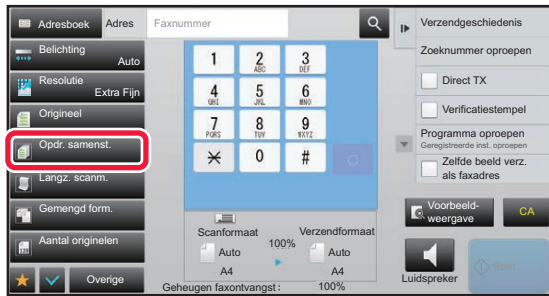 Adresboek
Adres
Faxnummer
Verzendgeschiedenis
Belichting
Auto
Zoeknummer oproepen
Resolutie
Extra Fijn
Direct TX
Origineel
Verificatiestempel
Opdr. samenst.
Programma oproepen
Geregistreerde inst. oproepen
Langz. scanm.
Zelfde beeld verz.
als faxadres
Gemengd form.
Aantal originelen
Overige
1
2
ABC
3
DEF
4
GHI
5
JKL
6
MNO
7
PQRS
8
TUV
9
WXYZ
0
#
C
Scanformaat
Verzendformaat
100%
Auto
Auto
A4
A4
Geheugen faxontvangst:
100%
Voorbeeld-
weergave
CA
Luidspreker
Start